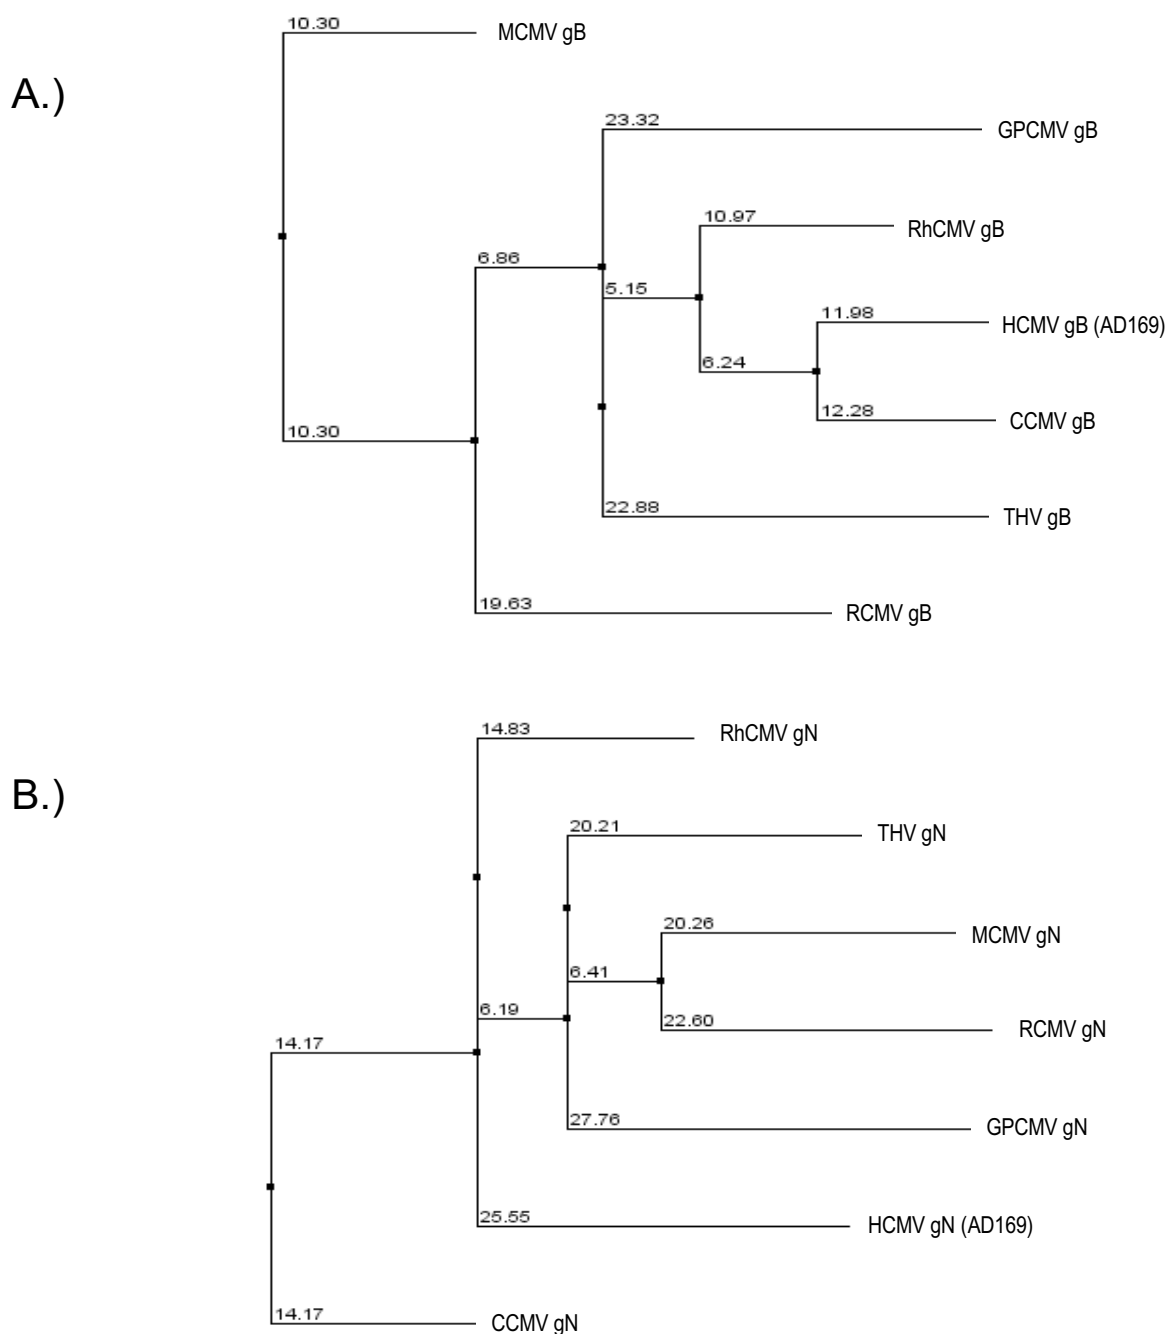 10.30
MCMV gB
A.)
23.32
GPCMV gB
10.97
RhCMV gB
6.86
5.15
11.98
HCMV gB (AD169)
6.24
12.28
CCMV gB
10.30
22.88
THV gB
19.63
RCMV gB
14.83
RhCMV gN
B.)
20.21
THV gN
20.26
MCMV gN
6.41
6.19
22.60
RCMV gN
14.17
27.76
GPCMV gN
25.55
HCMV gN (AD169)
14.17
CCMV gN